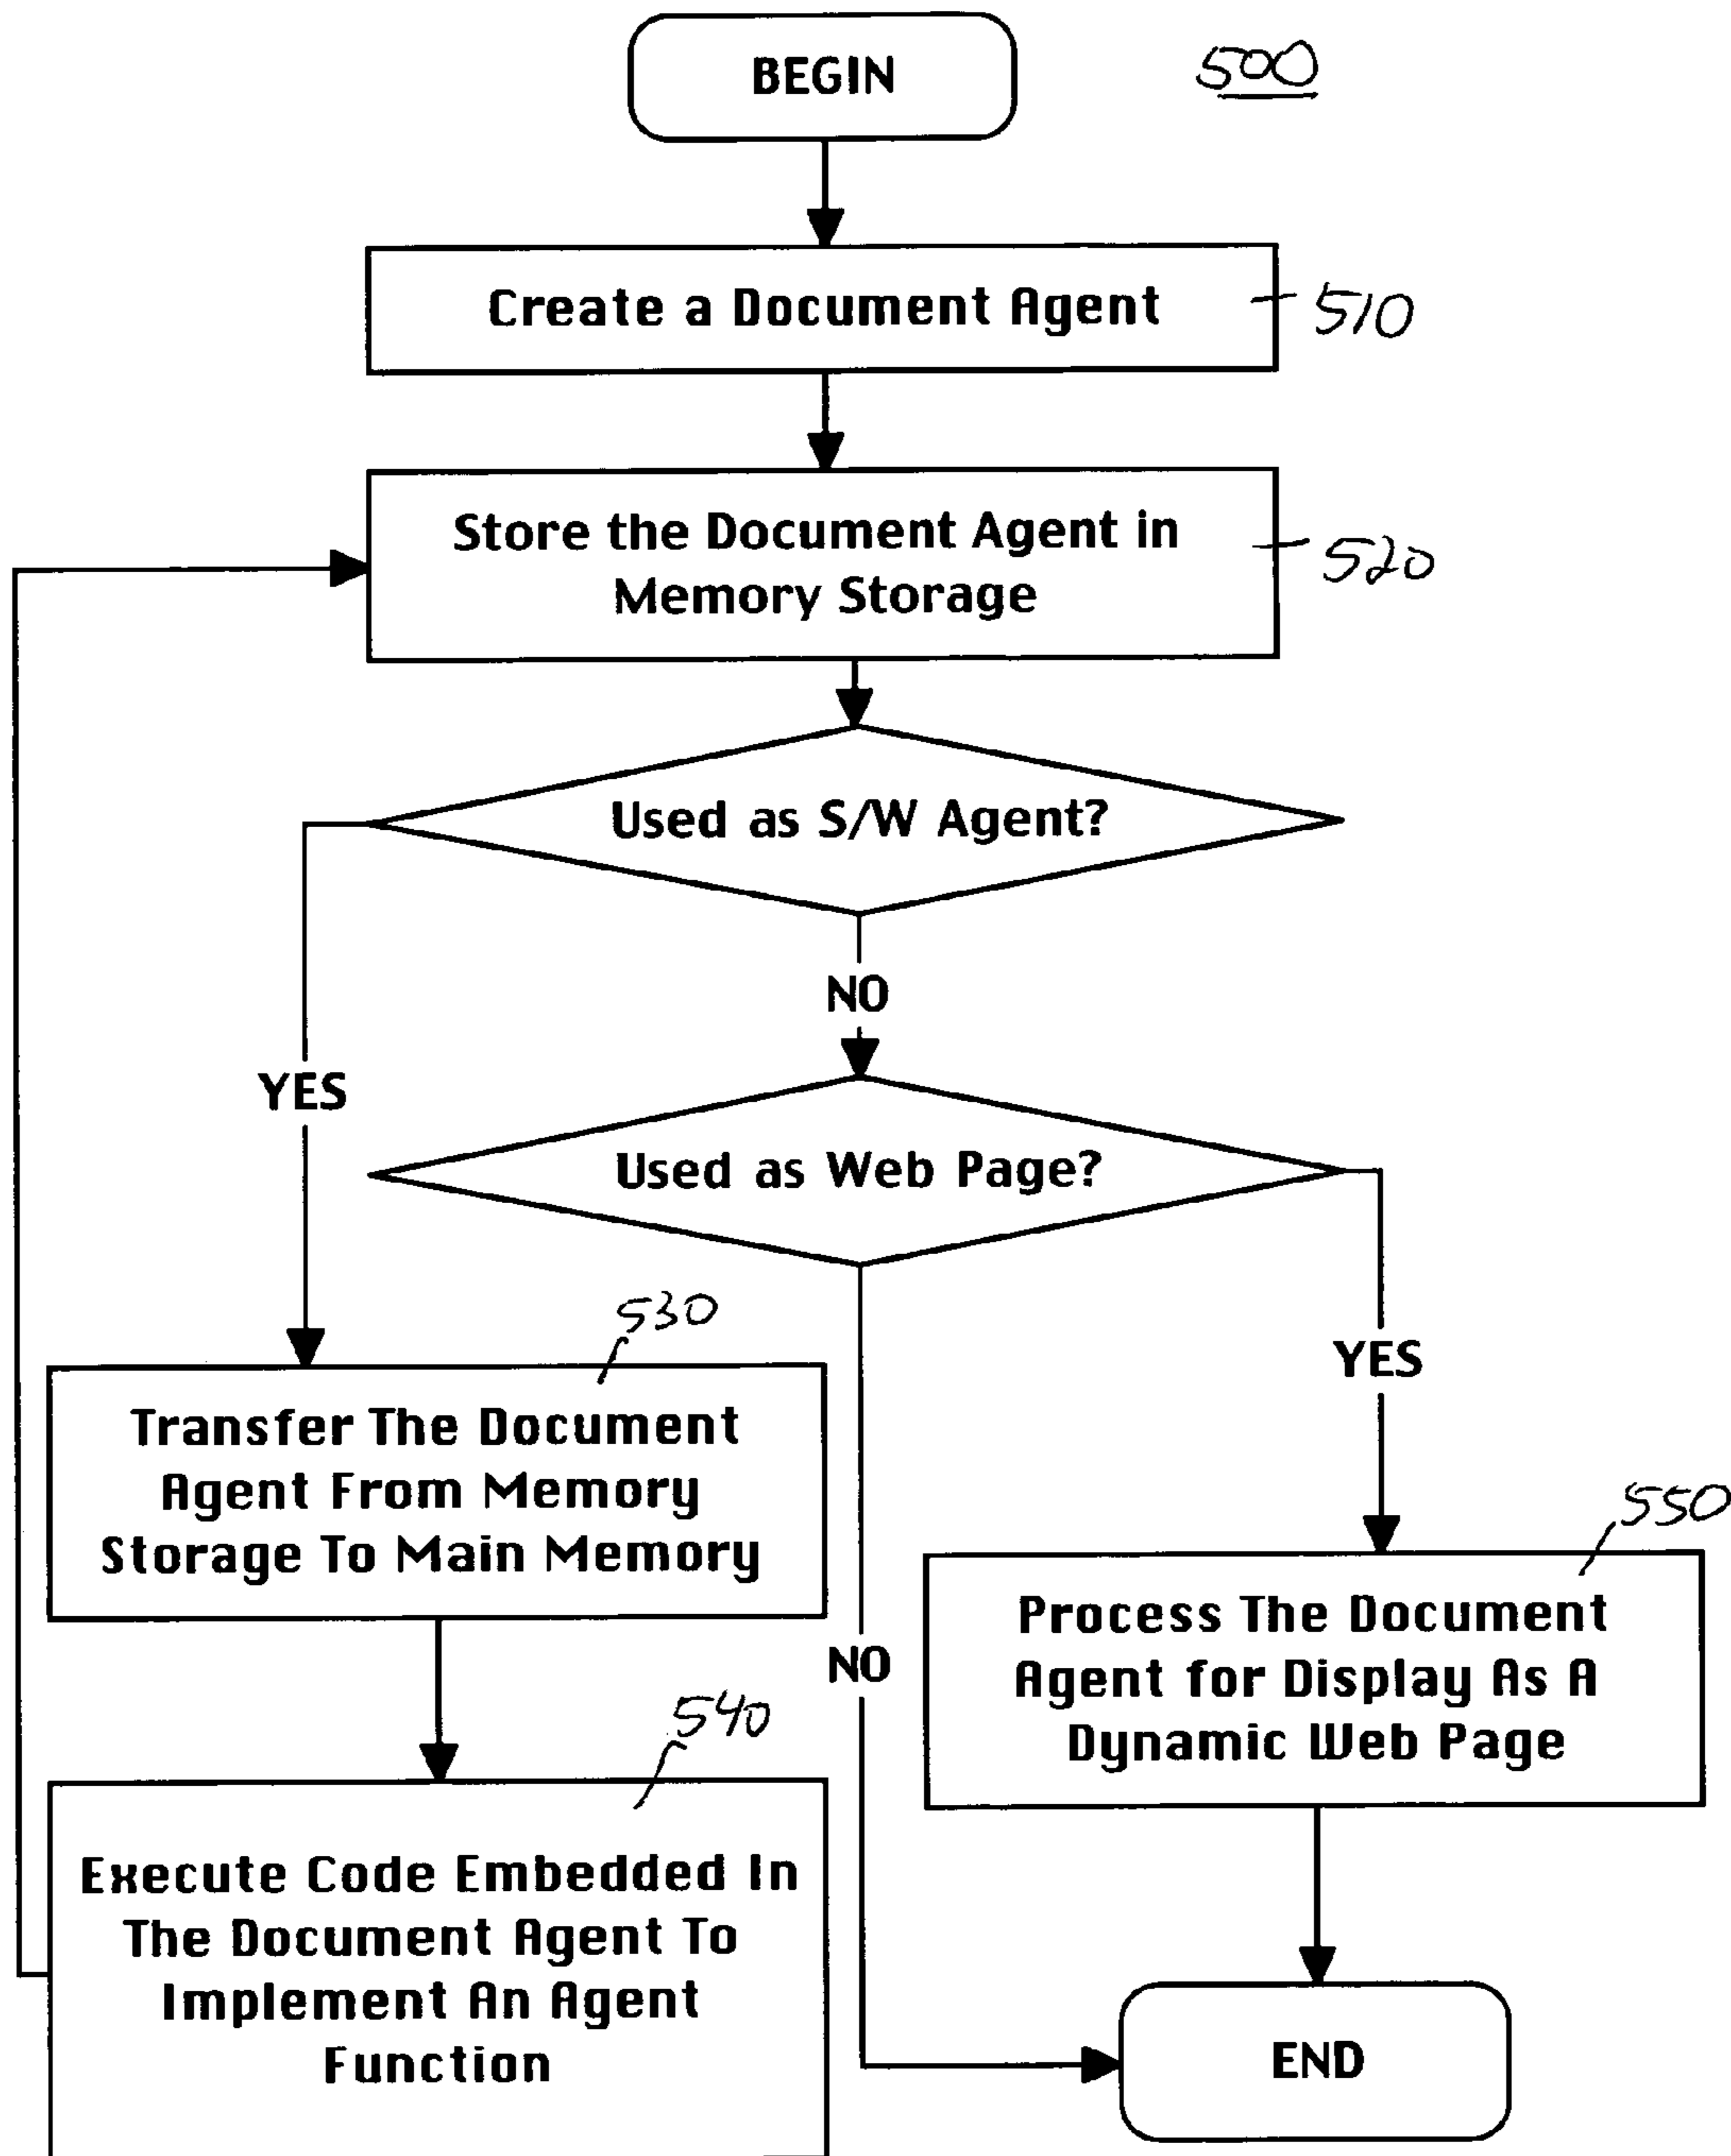 BEGIN
500
Create a Document Agent
510
Store the Document Agent in
Memory Storage
520
Used as S/W Agent?
NO
YES
Used as Web Page?
530
YES
Transfer The Document
Agent From Memory
Storage To Main Memory
550
Process The Document
Agent for Display As A
Dynamic Web Page
NO
540
Execute Code Embedded In
The Document Agent To
Implement An Agent
Function
END